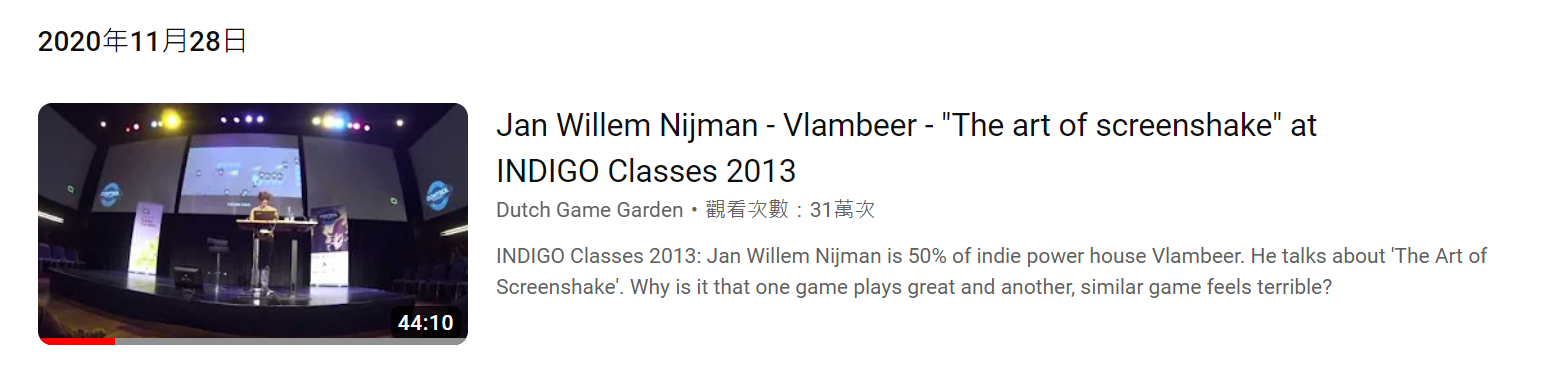 2020年11月28日
Jan Willem Nijman - Vlambeer - "The art of screenshake" at
INDIGO Classes 2013
Dutch Game Garden • 觀看次數：31萬次
INDIGO Classes 2013: Jan Willem Nijman is 50% of indie power house Vlambeer. He talks about 'The Art of
Screenshake'. Why is it that one game plays great and another, similar game feels terrible?
44:10